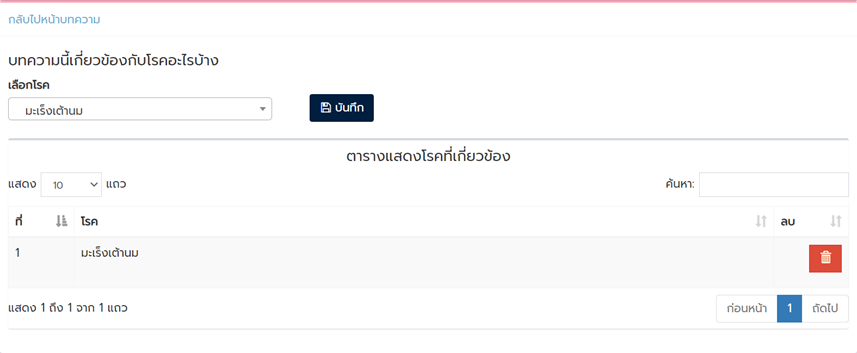 กลับไปหน้าบทความ
บทความนี้เกี่ยวข้องกับโรคอะไรบ้าง
เลือกโรค
มะเร็งเต้านม
บันทึก
ตารางแสดงโรคที่เกี่ยวข้อง
แสดง 10 แถว ค้นหา:
ที่ โรค ลบ
1 มะเร็งเต้านม
แสดง 1 ถึง 1 จาก 1 แถว ก่อนหน้า 1 ถัดไป